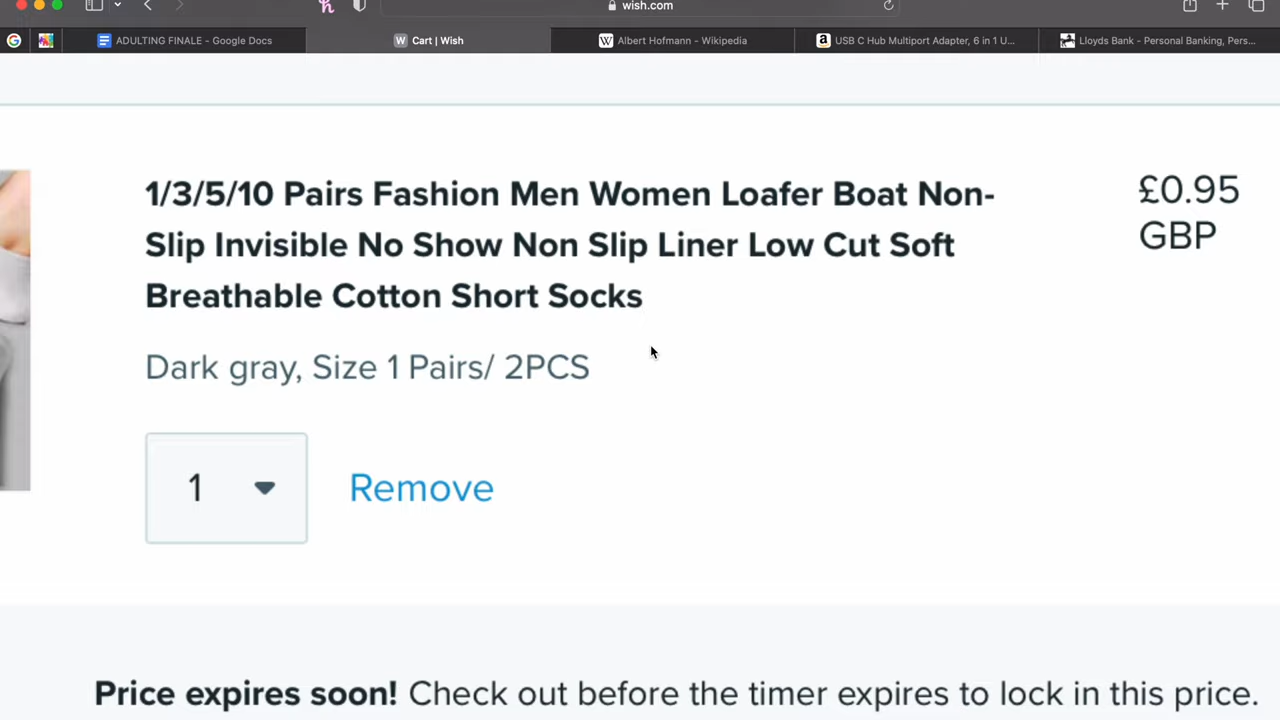 wish.com
ADULTING FINALE - Google Docs
Cart | Wish
Albert Hofmann - Wikipedia
USB C Hub Multiport Adapter, 6 in 1 U...
Lloyds Bank - Personal Banking, Pers...
1/3/5/10 Pairs Fashion Men Women Loafer Boat Non-
Slip Invisible No Show Non Slip Liner Low Cut Soft
Breathable Cotton Short Socks
£0.95
GBP
Dark gray, Size 1 Pairs/ 2PCS
1
Remove
Price expires soon! Check out before the timer expires to lock in this price.